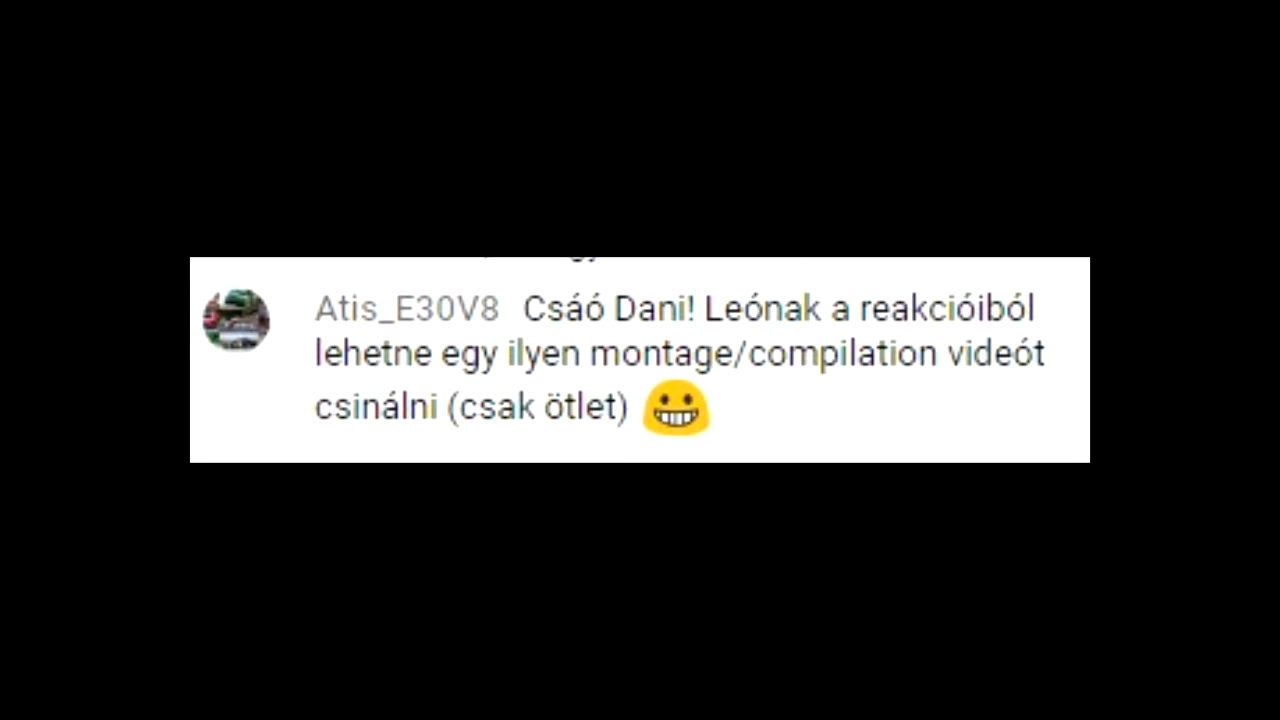 Atis_E30V8 Csáó Dani! Leónak a reakcióiból
lehetne egy ilyen montage/compilation videót
csinálni (csak ötlet) 😀